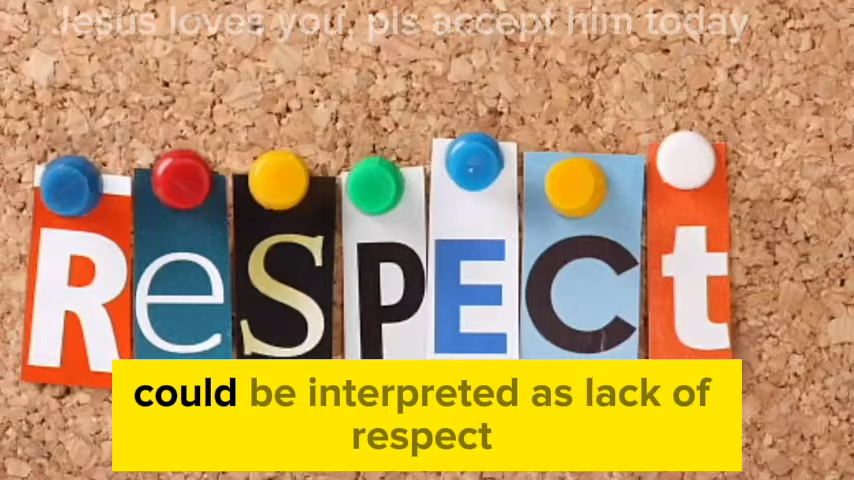 Jesus loves you, pls accept him today
ReSPECt
could be interpreted as lack of
respect